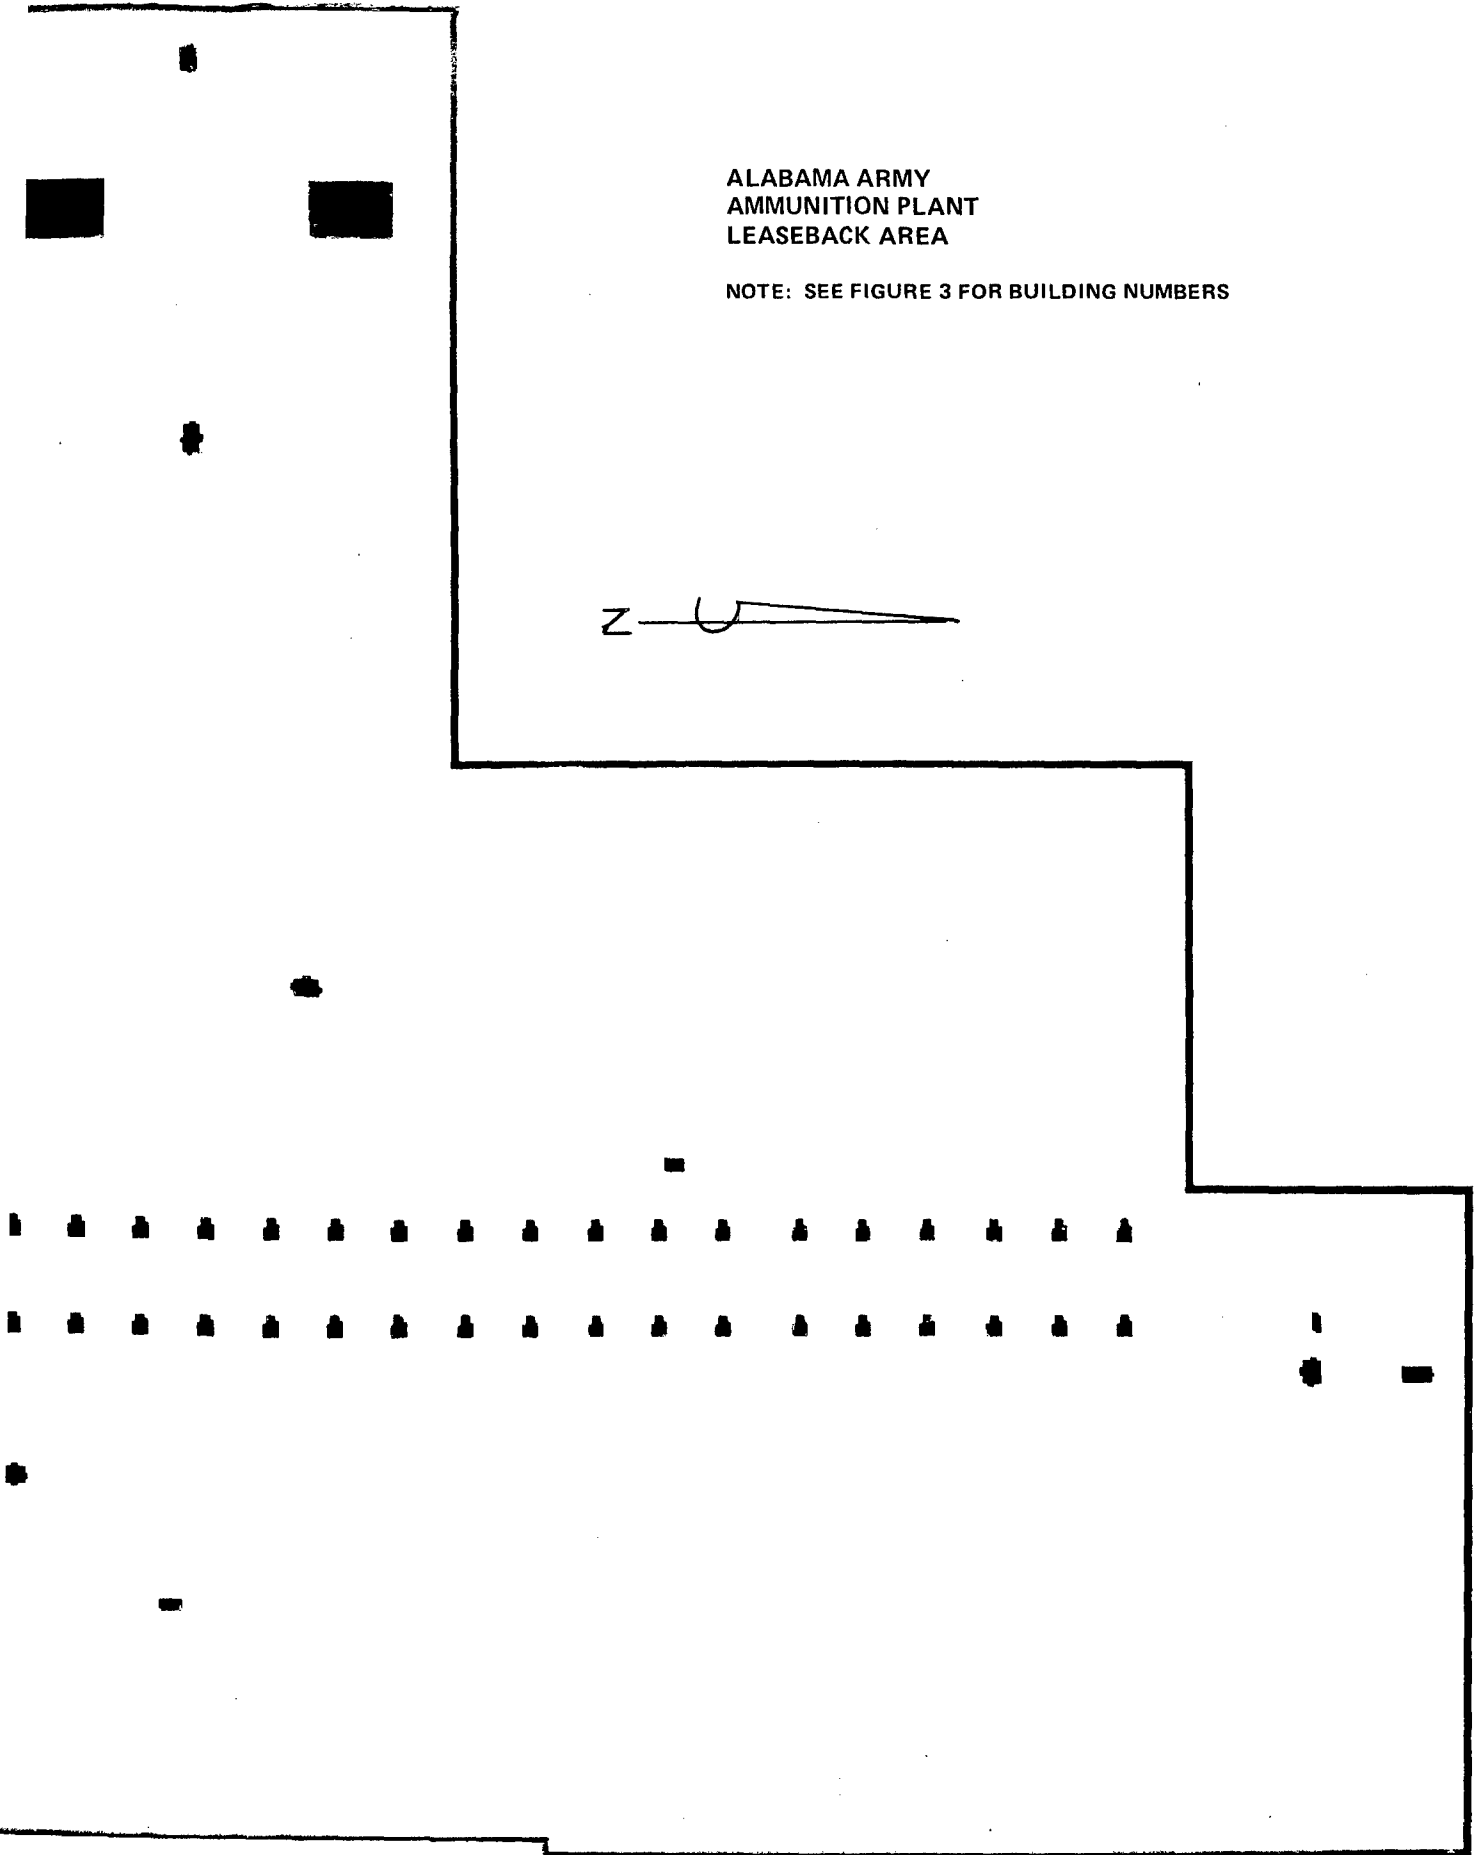 ALABAMA ARMY
AMMUNITION PLANT
LEASEBACK AREA
NOTE: SEE FIGURE 3 FOR BUILDING NUMBERS
N